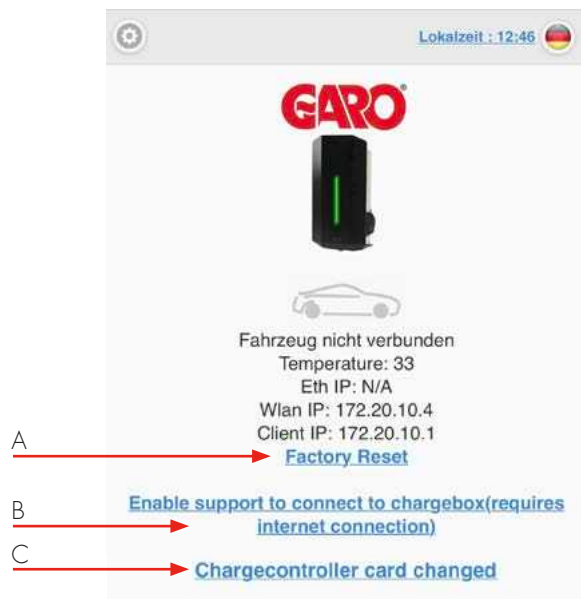 Lokalzeit : 12:46
GARO®
Fahrzeug nicht verbunden
Temperature: 33
Eth IP: N/A
Wlan IP: 172.20.10.4
Client IP: 172.20.10.1
A
Factory Reset
B
Enable support to connect to chargebox(requires
internet connection)
C
Chargecontroller card changed